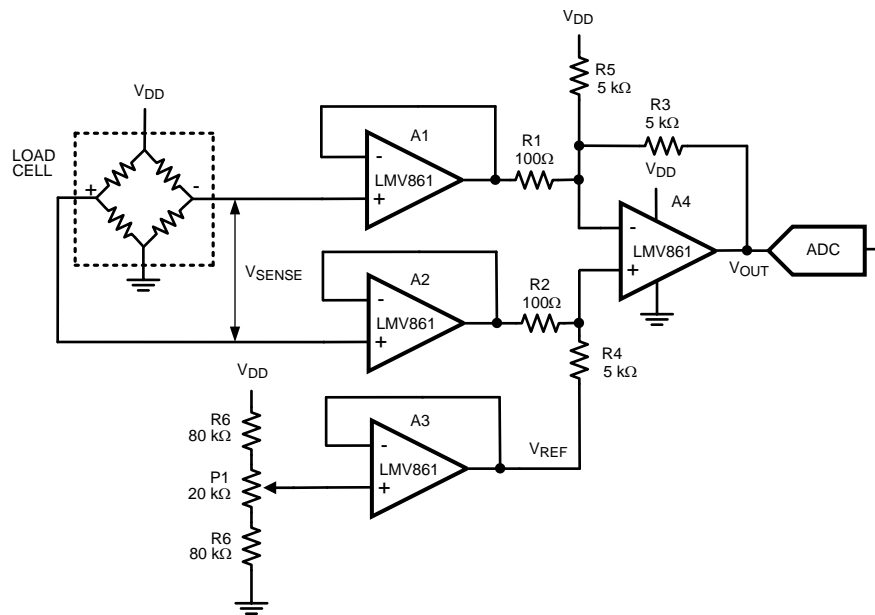 VDD
R5
5 kΩ
R3
5 kΩ
VDD
LOAD
CELL
+
-
A1
-
LMV861
+
R1
100Ω
VDD
A4
-
LMV861
+
VOUT
ADC
VSENSE
A2
-
LMV861
+
R2
100Ω
R4
5 kΩ
VDD
R6
80 kΩ
P1
20 kΩ
R6
80 kΩ
A3
-
LMV861
+
VREF